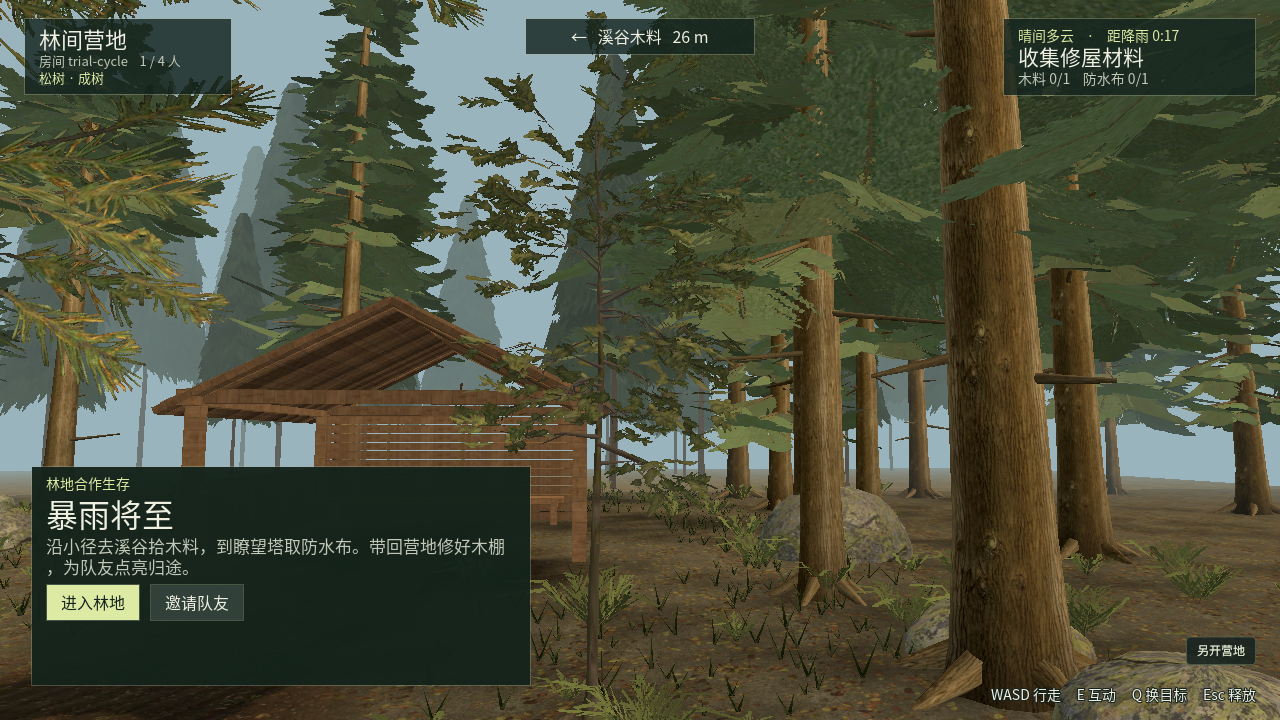 林间营地
房间 trial-cycle 1 / 4 人
松树 · 成树
← 溪谷木料 26 m
晴间多云 · 距降雨 0:17
收集修屋材料
木料 0/1 防水布 0/1
林地合作生存
暴雨将至
沿小径去溪谷拾木料，到瞭望塔取防水布。带回营地修好木棚
，为队友点亮归途。
进入林地 邀请队友
另开营地
WASD 行走 E 互动 Q 换目标 Esc 释放